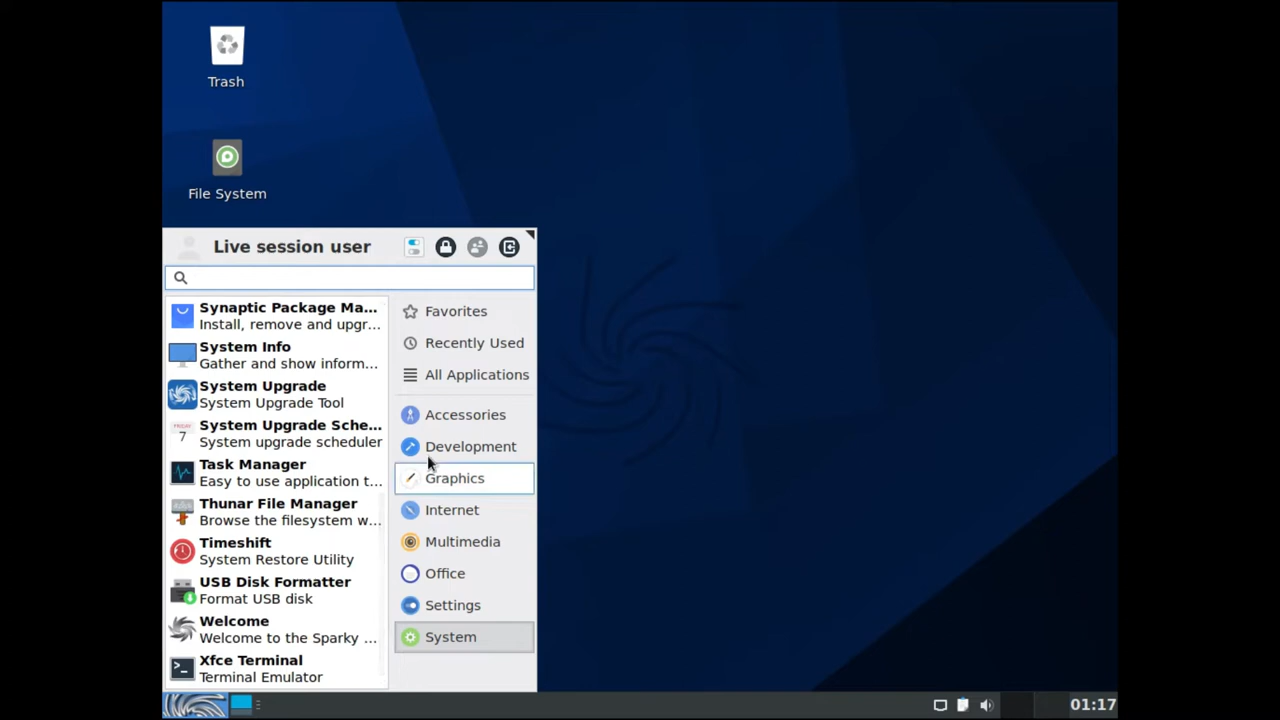 Trash
File System
Live session user
Synaptic Package Ma...
Install, remove and upgr...
System Info
Gather and show inform...
System Upgrade
System Upgrade Tool
FRIDAY
7
System Upgrade Sche...
System upgrade scheduler
Task Manager
Easy to use application t...
Thunar File Manager
Browse the filesystem w...
Timeshift
System Restore Utility
USB Disk Formatter
Format USB disk
Welcome
Welcome to the Sparky ...
Xfce Terminal
Terminal Emulator
Favorites
Recently Used
All Applications
Accessories
Development
Graphics
Internet
Multimedia
Office
Settings
System
01:17